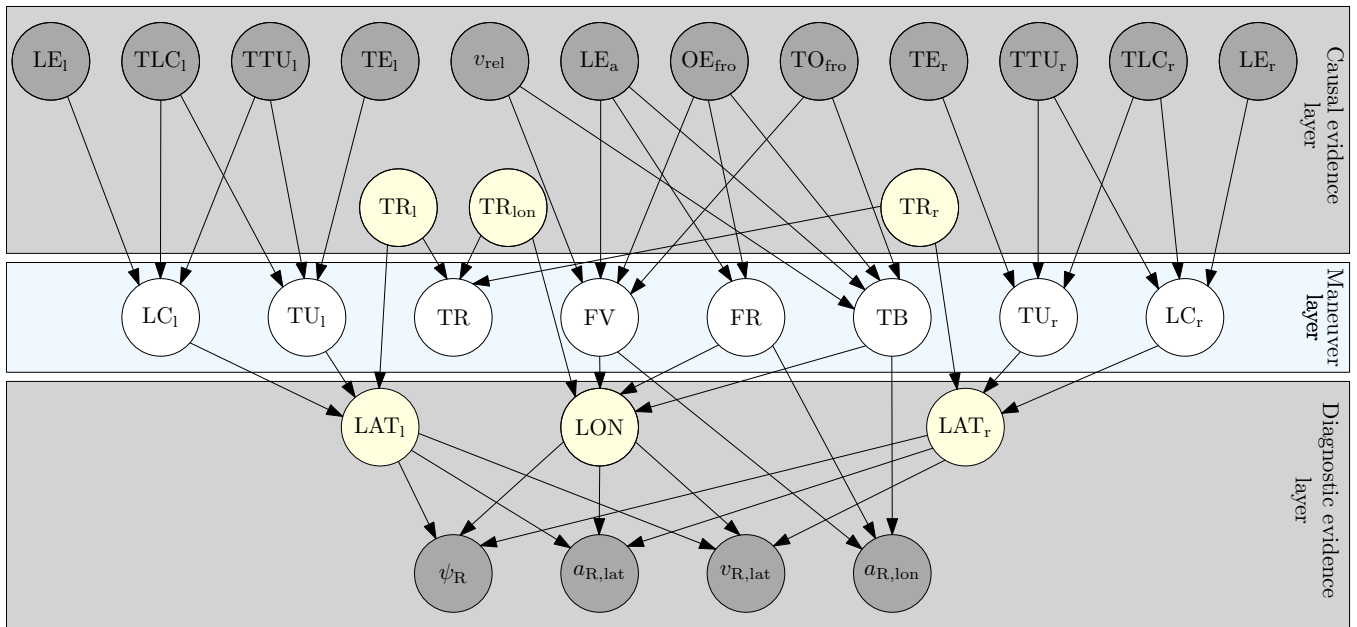 LE_l TLC_l TTU_l TE_l v_rel LE_a OE_fro TO_fro TE_r TTU_r TLC_r LE_r
Causal evidence
layer
TR_l TR_lon TR_r
Maneuver
layer
LC_l TU_l TR FV FR TB TU_r LC_r
Diagnostic evidence
layer
LAT_l LON LAT_r
ψ_R a_R,lat v_R,lat a_R,lon